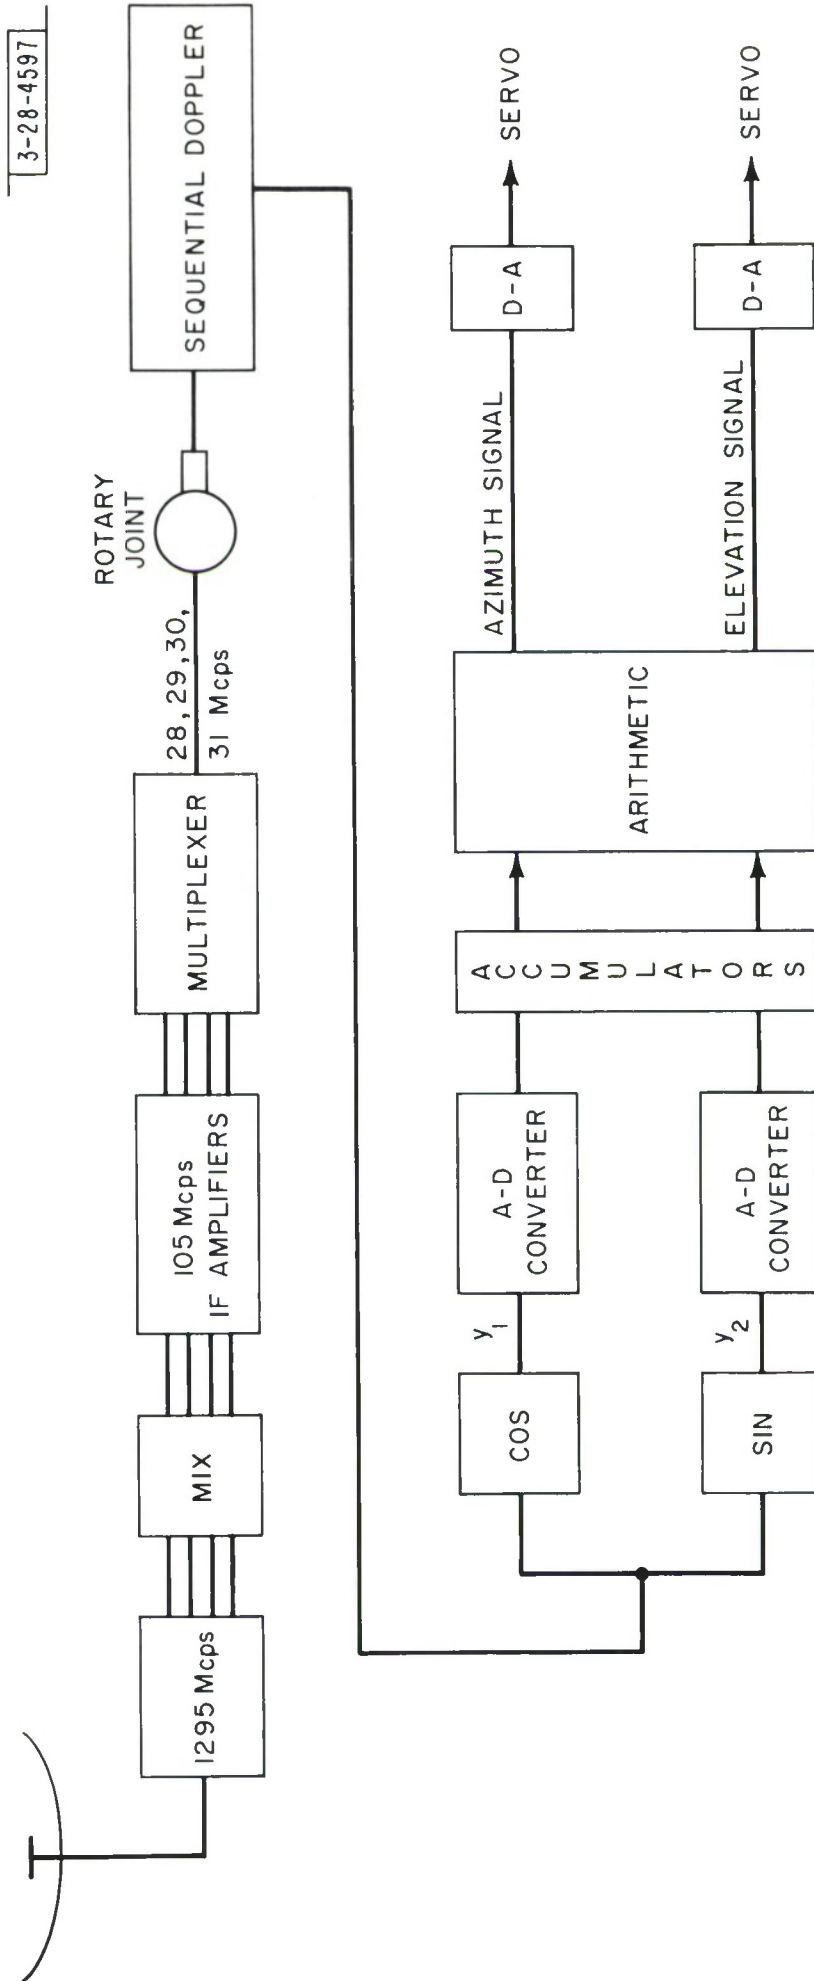 3-28-4597
1295 Mcps
MIX
105 Mcps
IF AMPLIFIERS
MULTIPLEXER
28, 29, 30,
31 Mcps
ROTARY
JOINT
SEQUENTIAL DOPPLER
COS
y1
A-D
CONVERTER
SIN
y2
A-D
CONVERTER
ACCUMULATORS
ARITHMETIC
AZIMUTH SIGNAL
D-A
SERVO
ELEVATION SIGNAL
D-A
SERVO